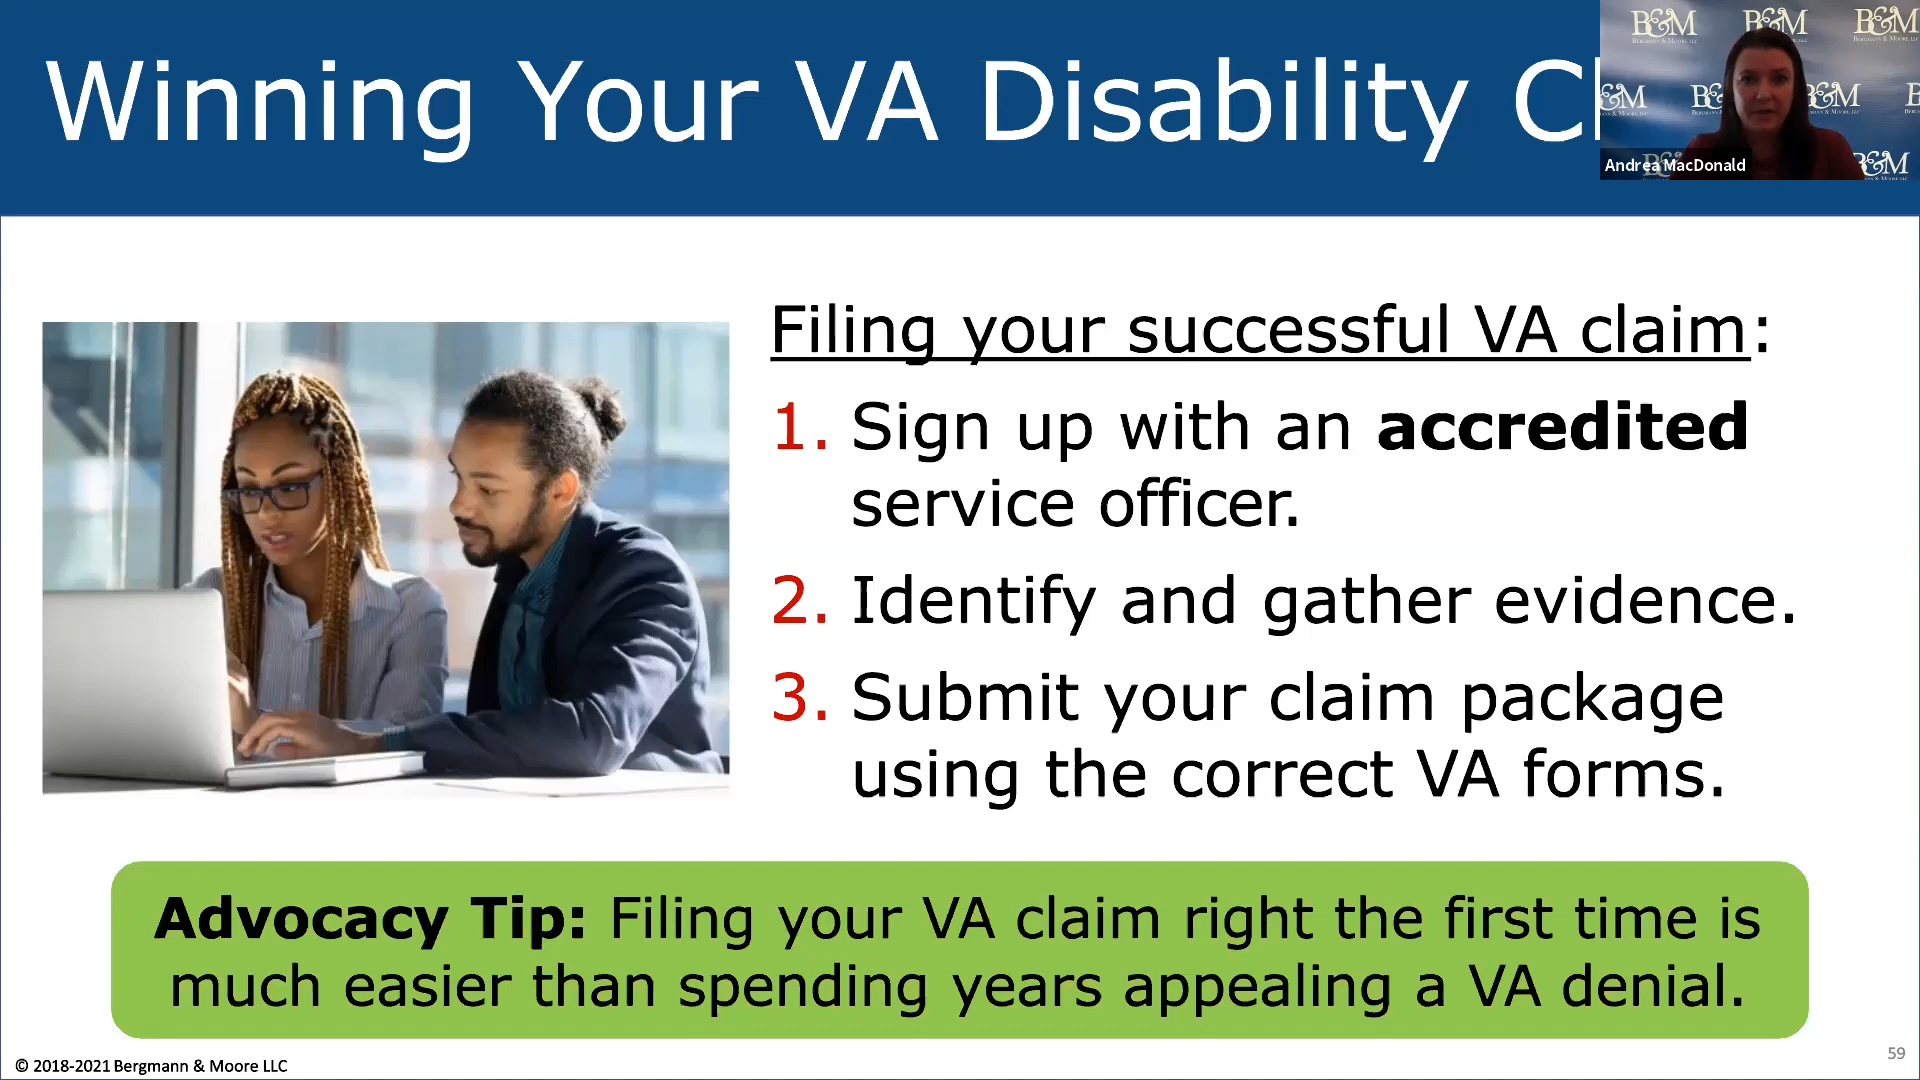 Winning Your VA Disability Cl
B&M
B&M
B&M
BERGMANN & MOORE, LLC
B&M
B&M
B&M
Andrea MacDonald
B&M
Filing your successful VA claim:
1. Sign up with an accredited
service officer.
2. Identify and gather evidence.
3. Submit your claim package
using the correct VA forms.
Advocacy Tip: Filing your VA claim right the first time is
much easier than spending years appealing a VA denial.
© 2018-2021 Bergmann & Moore LLC
59